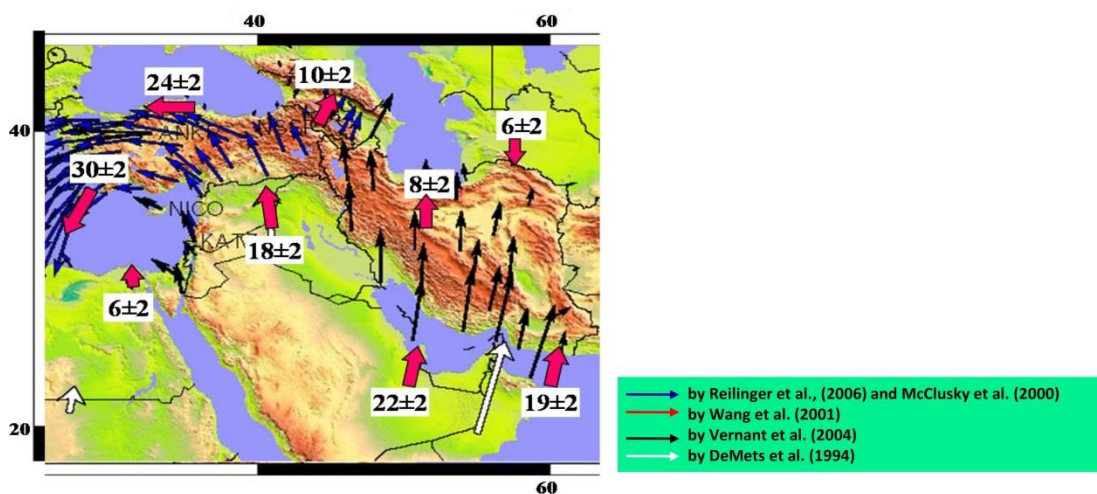 40
60
24±2
10±2
40
ANK
6±2
30±2
8±2
NICO
KAT
18±2
6±2
22±2
19±2
20
60
by Reilinger et al., (2006) and McClusky et al. (2000)
by Wang et al. (2001)
by Vernant et al. (2004)
by DeMets et al. (1994)